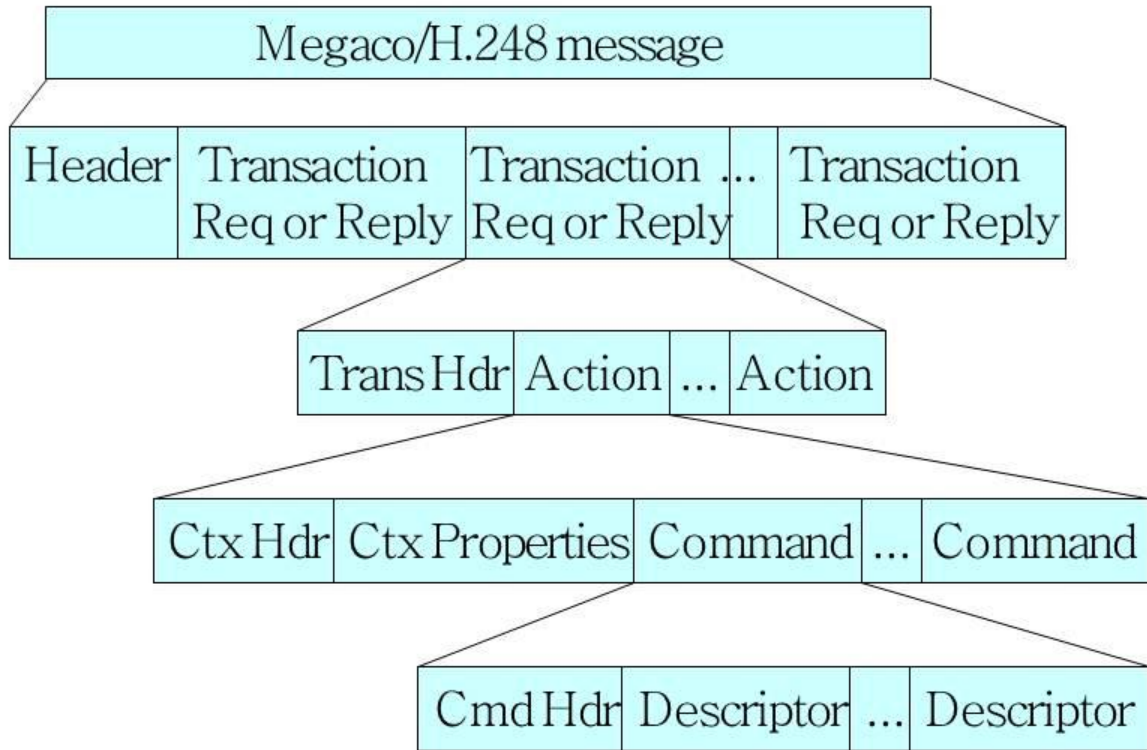 Megaco/H.248 message
Header
Transaction
Req or Reply
Transaction
Req or Reply
...
Transaction
Req or Reply
Trans Hdr
Action
...
Action
Ctx Hdr
Ctx Properties
Command
...
Command
Cmd Hdr
Descriptor
...
Descriptor